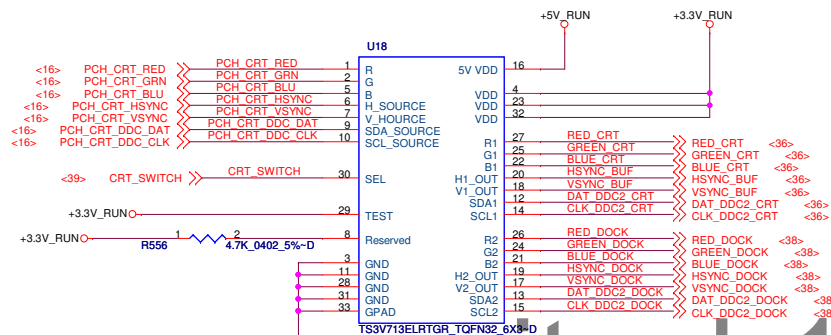 +5V_RUN +3.3V_RUN
U18
<16> PCH_CRT_RED PCH_CRT_RED 1 R 5V VDD 16
<16> PCH_CRT_GRN PCH_CRT_GRN 2 G
<16> PCH_CRT_BLU PCH_CRT_BLU 5 B VDD 4
<16> PCH_CRT_HSYNC PCH_CRT_HSYNC 6 H_SOURCE VDD 23
<16> PCH_CRT_VSYNC PCH_CRT_VSYNC 7 V_HOURCE VDD 32
<16> PCH_CRT_DDC_DAT PCH_CRT_DDC_DAT 9 SDA_SOURCE
<16> PCH_CRT_DDC_CLK PCH_CRT_DDC_CLK 10 SCL_SOURCE
R1 27 RED_CRT RED_CRT <36>
G1 25 GREEN_CRT GREEN_CRT <36>
B1 22 BLUE_CRT BLUE_CRT <36>
<39> CRT_SWITCH CRT_SWITCH 30 SEL H1_OUT 20 HSYNC_BUF HSYNC_BUF <36>
V1_OUT 18 VSYNC_BUF VSYNC_BUF <36>
SDA1 12 DAT_DDC2_CRT DAT_DDC2_CRT <36>
+3.3V_RUN 29 TEST SCL1 14 CLK_DDC2_CRT CLK_DDC2_CRT <36>
+3.3V_RUN R556 1 2 4.7K_0402_5%~D 8 Reserved R2 26 RED_DOCK RED_DOCK <38>
G2 24 GREEN_DOCK GREEN_DOCK <38>
3 GND B2 21 BLUE_DOCK BLUE_DOCK <38>
11 GND H2_OUT 19 HSYNC_DOCK HSYNC_DOCK <38>
28 GND V2_OUT 17 VSYNC_DOCK VSYNC_DOCK <38>
31 GND SDA2 13 DAT_DDC2_DOCK DAT_DDC2_DOCK <38
33 GPAD SCL2 15 CLK_DDC2_DOCK CLK_DDC2_DOCK <38
TS3V713ELRTGR_TQFN32_6X3~D